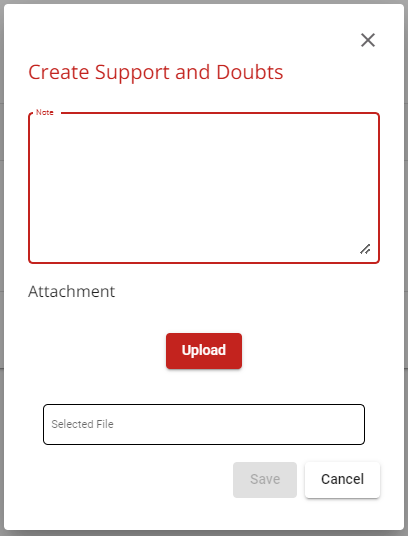 Create Support and Doubts
Note
Attachment
Upload
Selected File
Save
Cancel